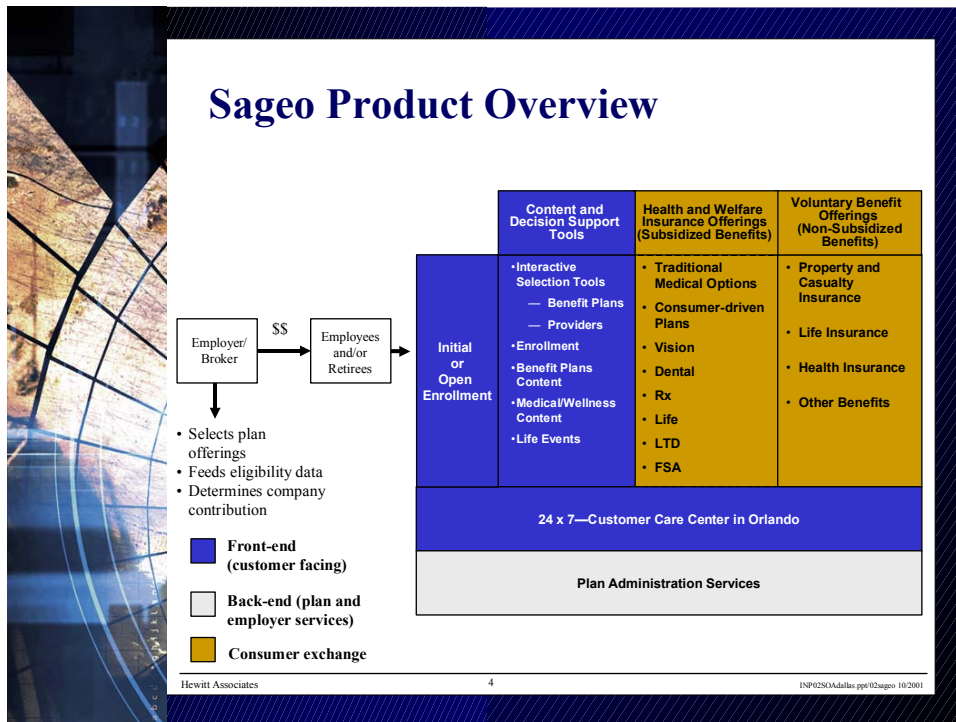 Sageo Product Overview
Content and
Decision Support
Tools
Health and Welfare
Insurance Offerings
(Subsidized Benefits)
Voluntary Benefit
Offerings
(Non-Subsidized
Benefits)
Employer/
Broker
$$
Employees
and/or
Retirees
Initial
or
Open
Enrollment
•Interactive
Selection Tools
— Benefit Plans
— Providers
•Enrollment
•Benefit Plans
Content
•Medical/Wellness
Content
•Life Events
• Traditional
Medical Options
• Consumer-driven
Plans
• Vision
• Dental
• Rx
• Life
• LTD
• FSA
• Property and
Casualty
Insurance
• Life Insurance
• Health Insurance
• Other Benefits
• Selects plan
offerings
• Feeds eligibility data
• Determines company
contribution
24 x 7—Customer Care Center in Orlando
Plan Administration Services
Front-end
(customer facing)
Back-end (plan and
employer services)
Consumer exchange
Hewitt Associates
4
INP02SOAdallas.ppt/02sageo 10/2001